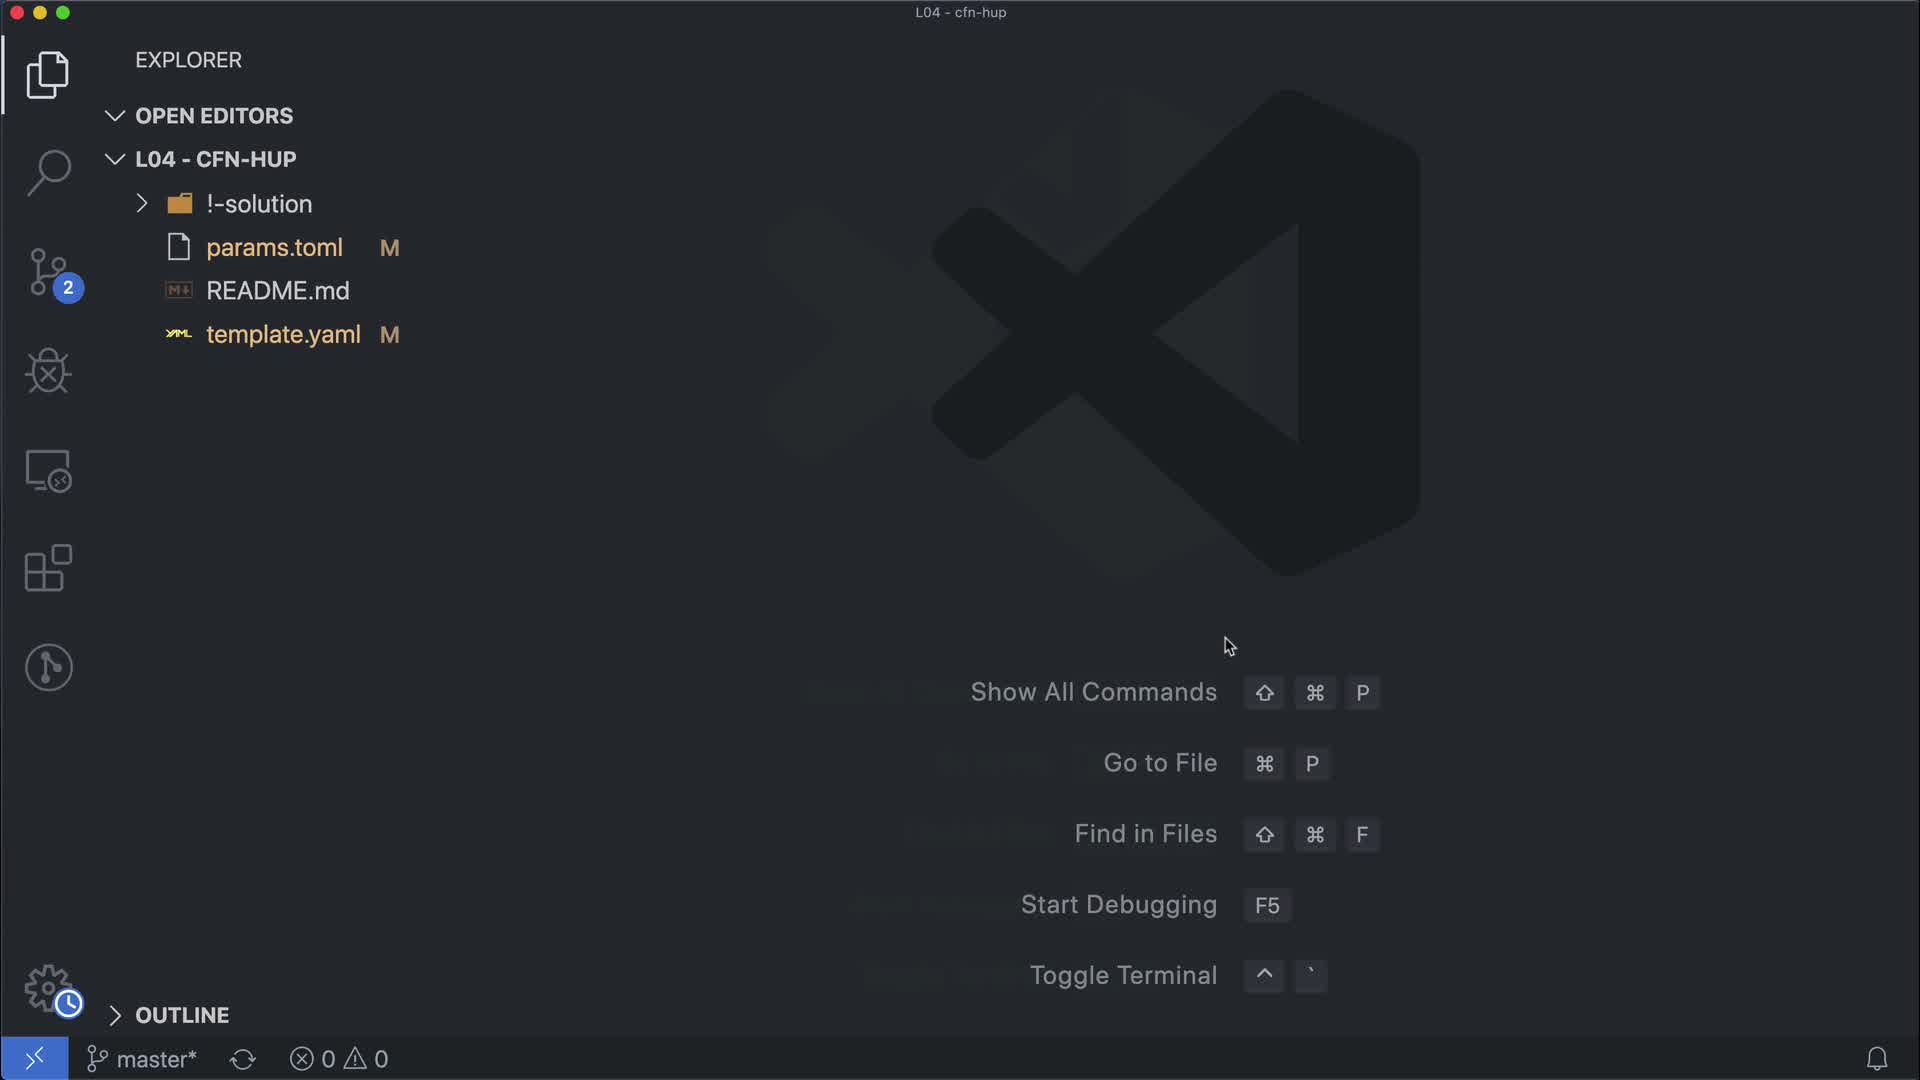 L04 - cfn-hup
EXPLORER
OPEN EDITORS
L04 - CFN-HUP
!-solution
params.toml M
README.md
template.yaml M
2
Show All Commands ⇧ ⌘ P
Go to File ⌘ P
Find in Files ⇧ ⌘ F
Start Debugging F5
Toggle Terminal ^ `
OUTLINE
master* 0 0